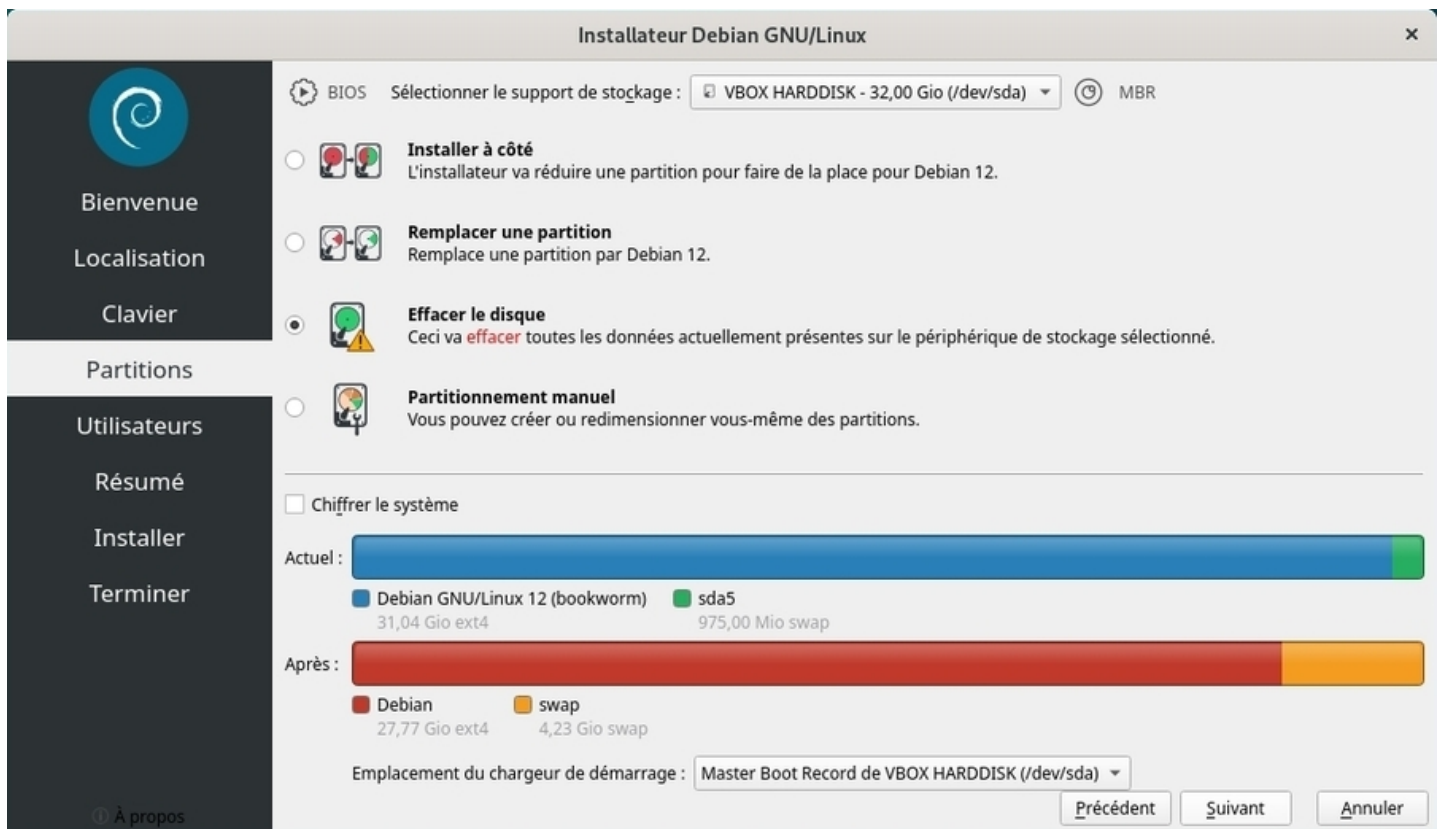 Installateur Debian GNU/Linux
BIOS Sélectionner le support de stockage : VBOX HARDDISK - 32,00 Gio (/dev/sda) MBR
Bienvenue
Localisation
Clavier
Partitions
Utilisateurs
Résumé
Installer
Terminer
À propos
Installer à côté
L'installateur va réduire une partition pour faire de la place pour Debian 12.
Remplacer une partition
Remplace une partition par Debian 12.
Effacer le disque
Ceci va effacer toutes les données actuellement présentes sur le périphérique de stockage sélectionné.
Partitionnement manuel
Vous pouvez créer ou redimensionner vous-même des partitions.
Chiffrer le système
Actuel :
Debian GNU/Linux 12 (bookworm) sda5
31,04 Gio ext4 975,00 Mio swap
Après :
Debian swap
27,77 Gio ext4 4,23 Gio swap
Emplacement du chargeur de démarrage : Master Boot Record de VBOX HARDDISK (/dev/sda)
Précédent Suivant Annuler